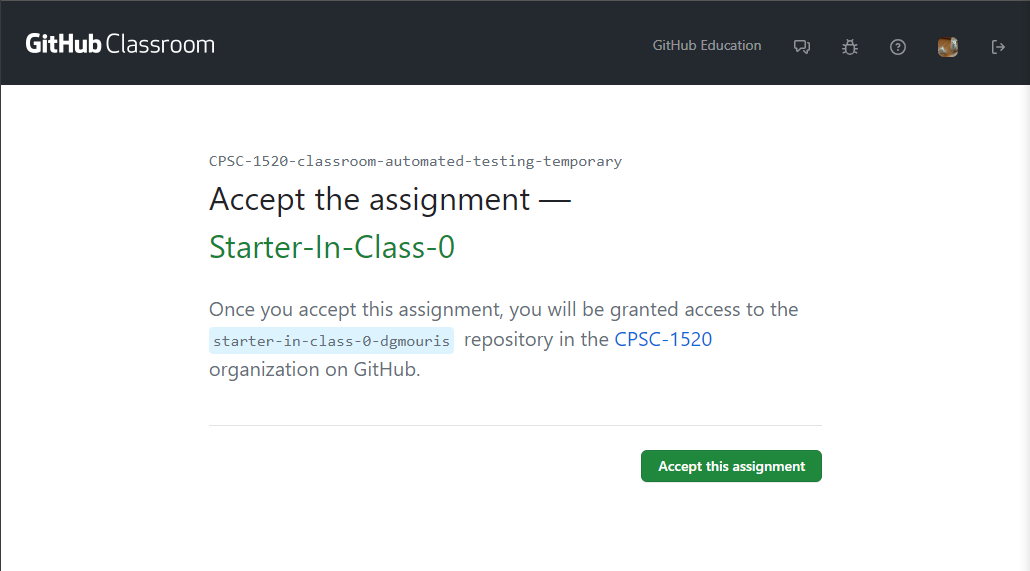 GitHub Classroom
GitHub Education
CPSC-1520-classroom-automated-testing-temporary
Accept the assignment —
Starter-In-Class-0
Once you accept this assignment, you will be granted access to the
starter-in-class-0-dgmouris repository in the CPSC-1520
organization on GitHub.
Accept this assignment